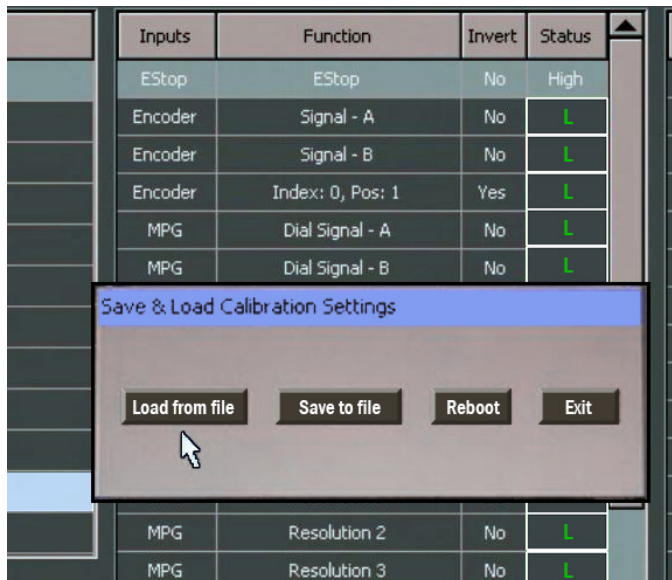 Inputs Function Invert Status
EStop EStop No High
Encoder Signal - A No L
Encoder Signal - B No L
Encoder Index: 0, Pos: 1 Yes L
MPG Dial Signal - A No L
MPG Dial Signal - B No L
Save & Load Calibration Settings
Load from file Save to file Reboot Exit
MPG Resolution 2 No L
MPG Resolution 3 No L